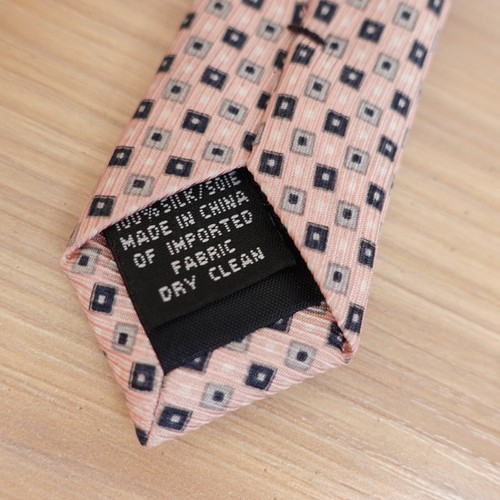 100% SILK/SOIE
MADE IN CHINA
OF IMPORTED
FABRIC
DRY CLEAN